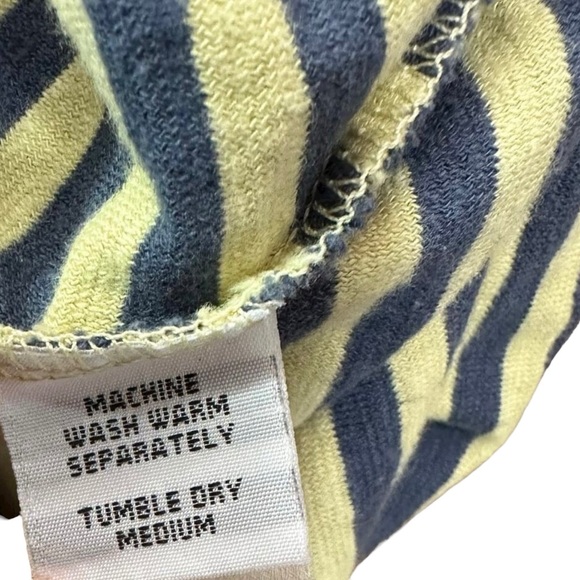 MACHINE
WASH WARM
SEPARATELY
TUMBLE DRY
MEDIUM